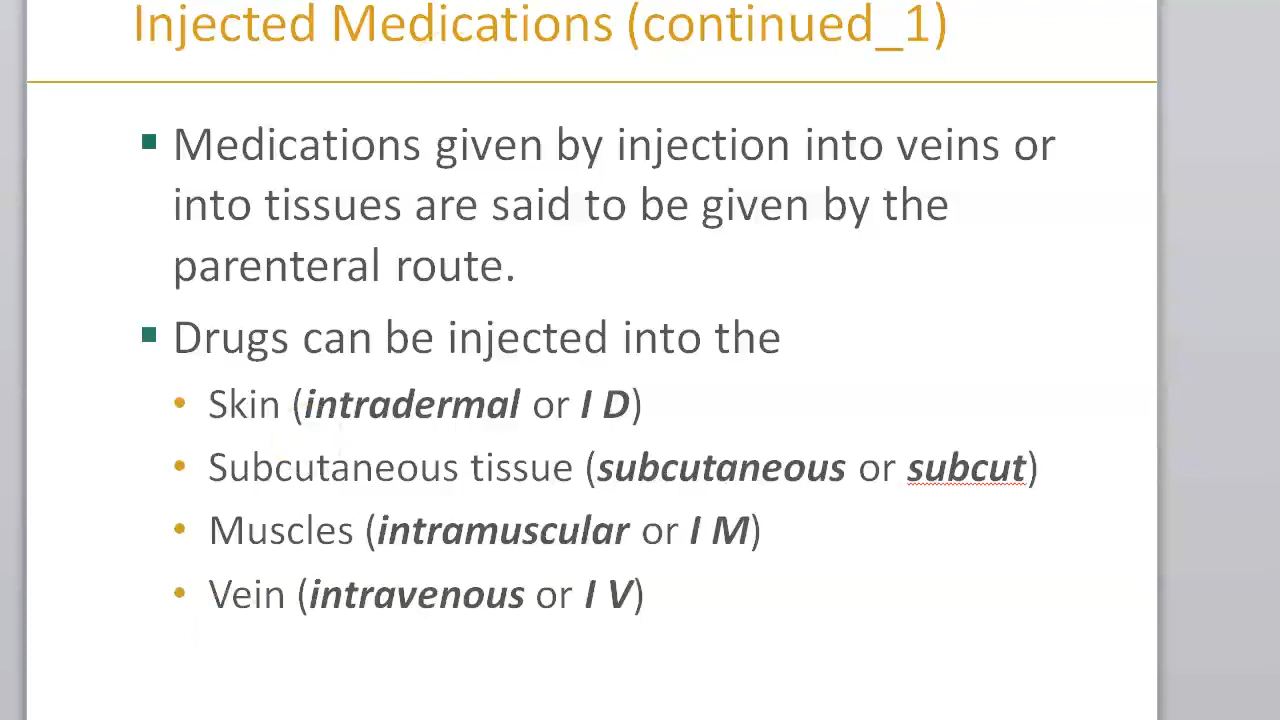 Injected Medications (continued_1)
Medications given by injection into veins or
into tissues are said to be given by the
parenteral route.
Drugs can be injected into the
Skin (intradermal or I D)
Subcutaneous tissue (subcutaneous or subcut)
Muscles (intramuscular or I M)
Vein (intravenous or I V)